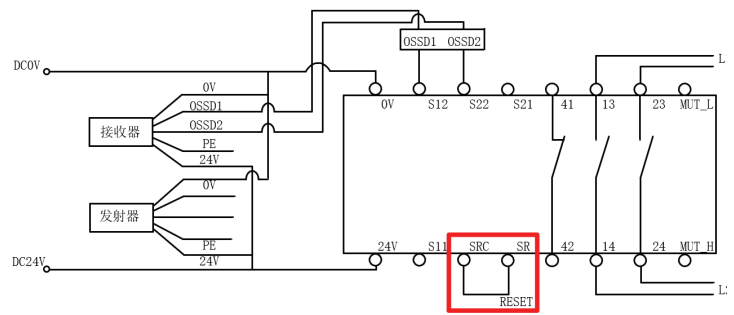 OSSD1 OSSD2
DC0V
L
0V
OSSD1
OSSD2
接收器
PE
24V
0V S12 S22 S21 41 13 23 MUT_L
0V
发射器
PE
24V
DC24V
24V S11 SRC SR 42 14 24 MUT_H
RESET